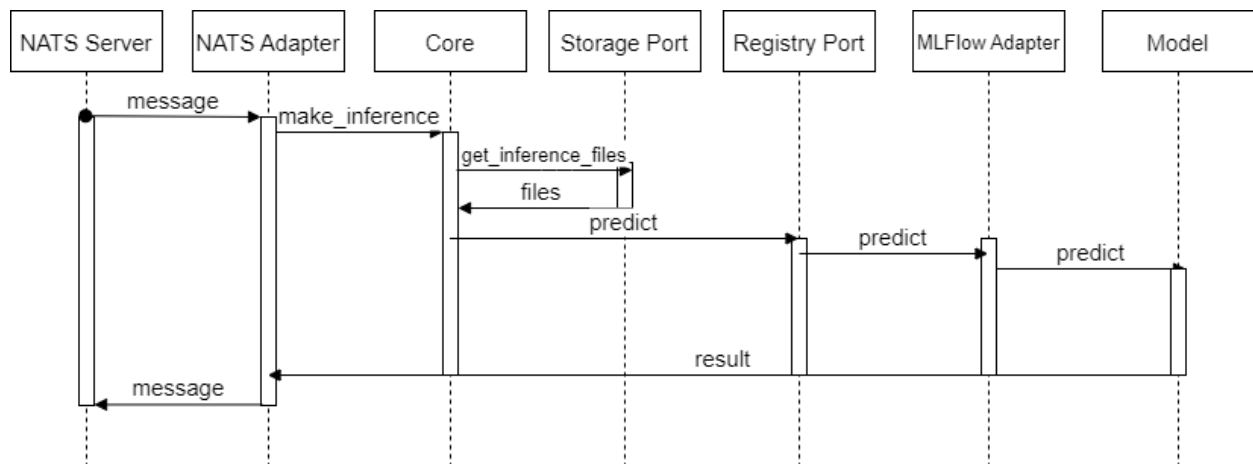 NATS Server
NATS Adapter
Core
Storage Port
Registry Port
MLFlow Adapter
Model
message
make_inference
get_inference_files
files
predict
predict
predict
result
message